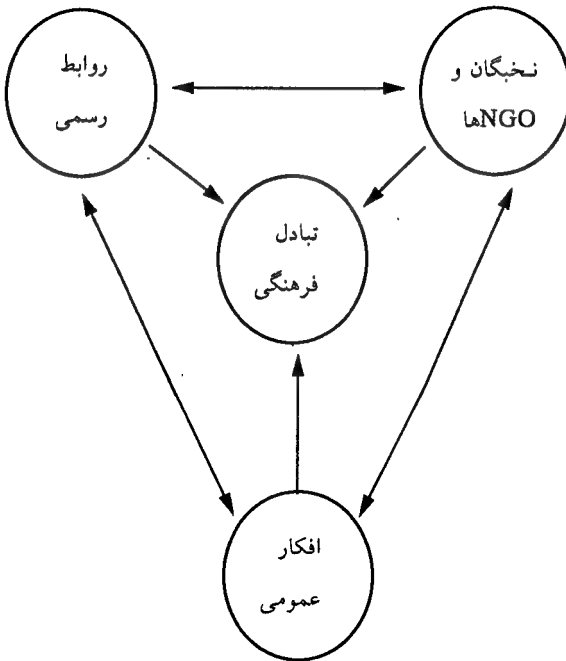 نخبگان و
NGOها
روابط
رسمی
تبادل
فرهنگی
افکار
عمومی